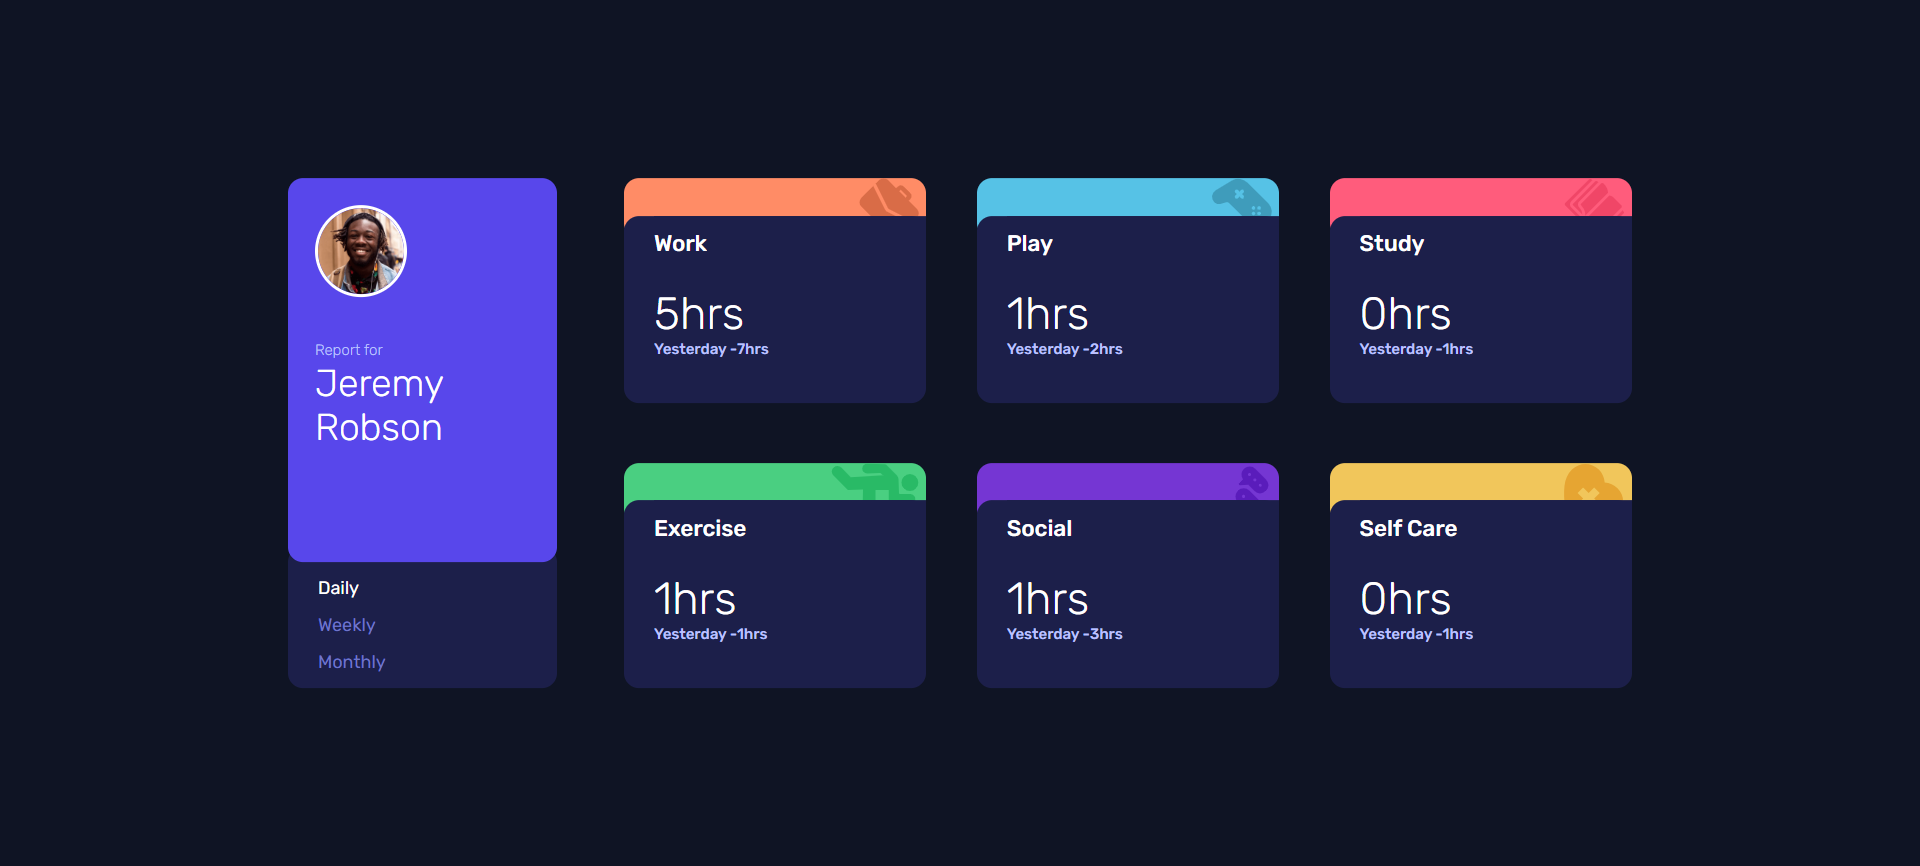 Report for
Jeremy
Robson
Daily
Weekly
Monthly
Work
5hrs
Yesterday -7hrs
Play
1hrs
Yesterday -2hrs
Study
0hrs
Yesterday -1hrs
Exercise
1hrs
Yesterday -1hrs
Social
1hrs
Yesterday -3hrs
Self Care
0hrs
Yesterday -1hrs